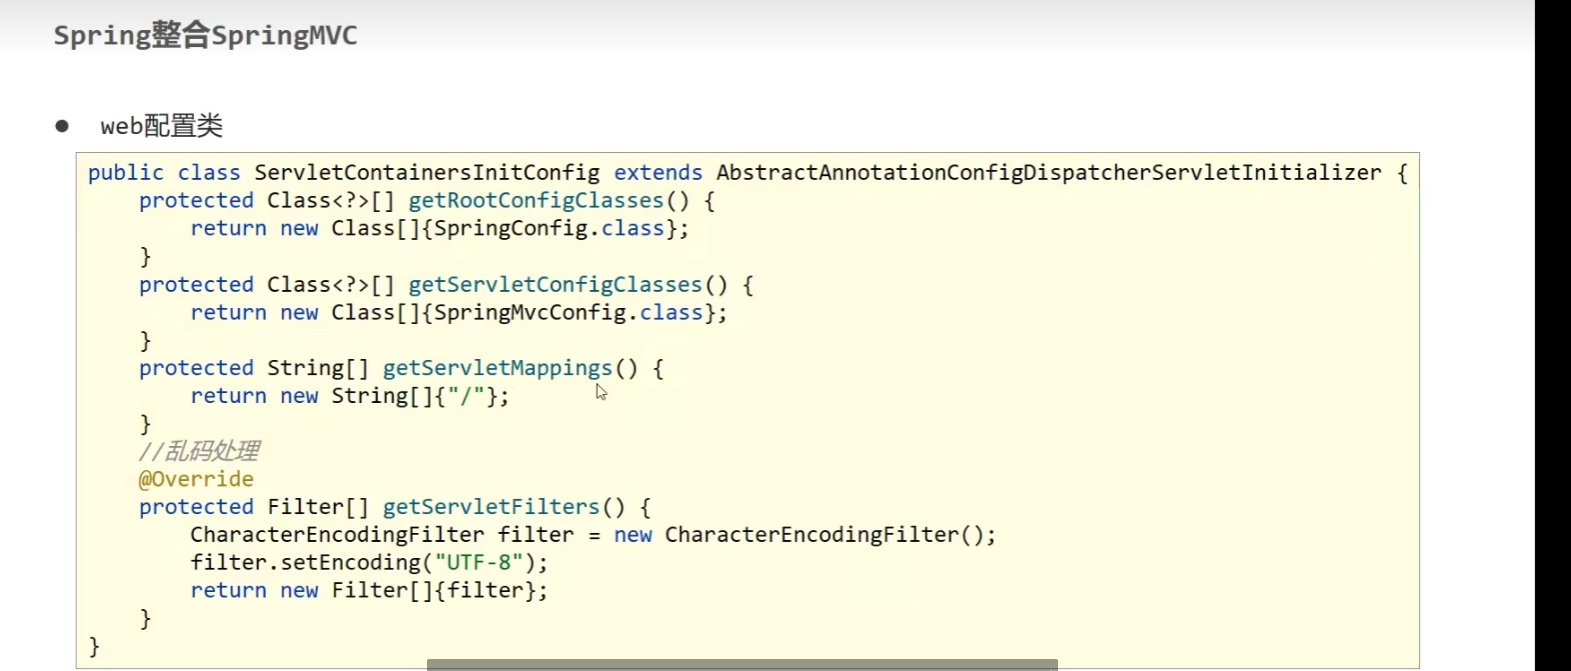 Spring整合SpringMVC
● web配置类
public class ServletContainersInitConfig extends AbstractAnnotationConfigDispatcherServletInitializer {
    protected Class<?>[] getRootConfigClasses() {
        return new Class[]{SpringConfig.class};
    }
    protected Class<?>[] getServletConfigClasses() {
        return new Class[]{SpringMvcConfig.class};
    }
    protected String[] getServletMappings() {
        return new String[]{"/"};
    }
    //乱码处理
    @Override
    protected Filter[] getServletFilters() {
        CharacterEncodingFilter filter = new CharacterEncodingFilter();
        filter.setEncoding("UTF-8");
        return new Filter[]{filter};
    }
}